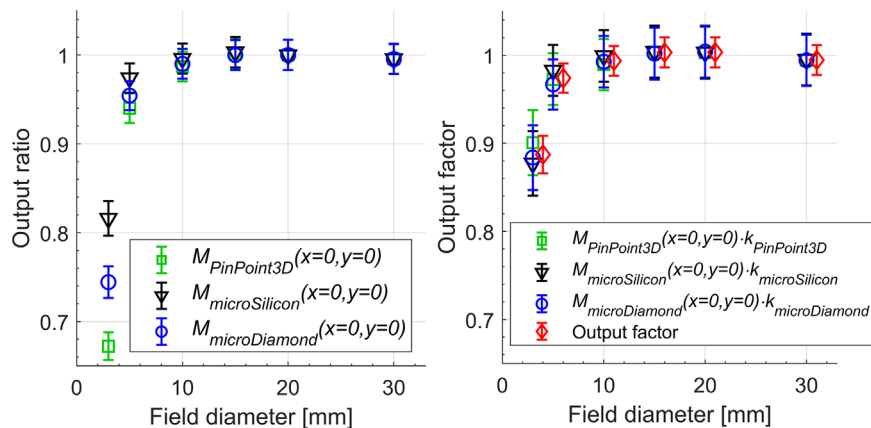 Output ratio
1
0.9
0.8
0.7
M_PinPoint3D(x=0,y=0)
M_microSilicon(x=0,y=0)
M_microDiamond(x=0,y=0)
0 10 20 30
Field diameter [mm]
Output factor
1
0.9
0.8
0.7
M_PinPoint3D(x=0,y=0)·k_PinPoint3D
M_microSilicon(x=0,y=0)·k_microSilicon
M_microDiamond(x=0,y=0)·k_microDiamond
Output factor
0 10 20 30
Field diameter [mm]